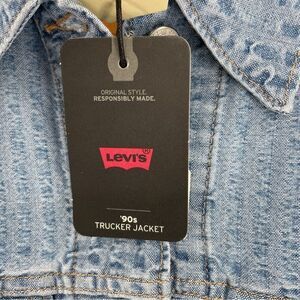 ORIGINAL STYLE.
RESPONSIBLY MADE.
Levi's®
'90s
TRUCKER JACKET